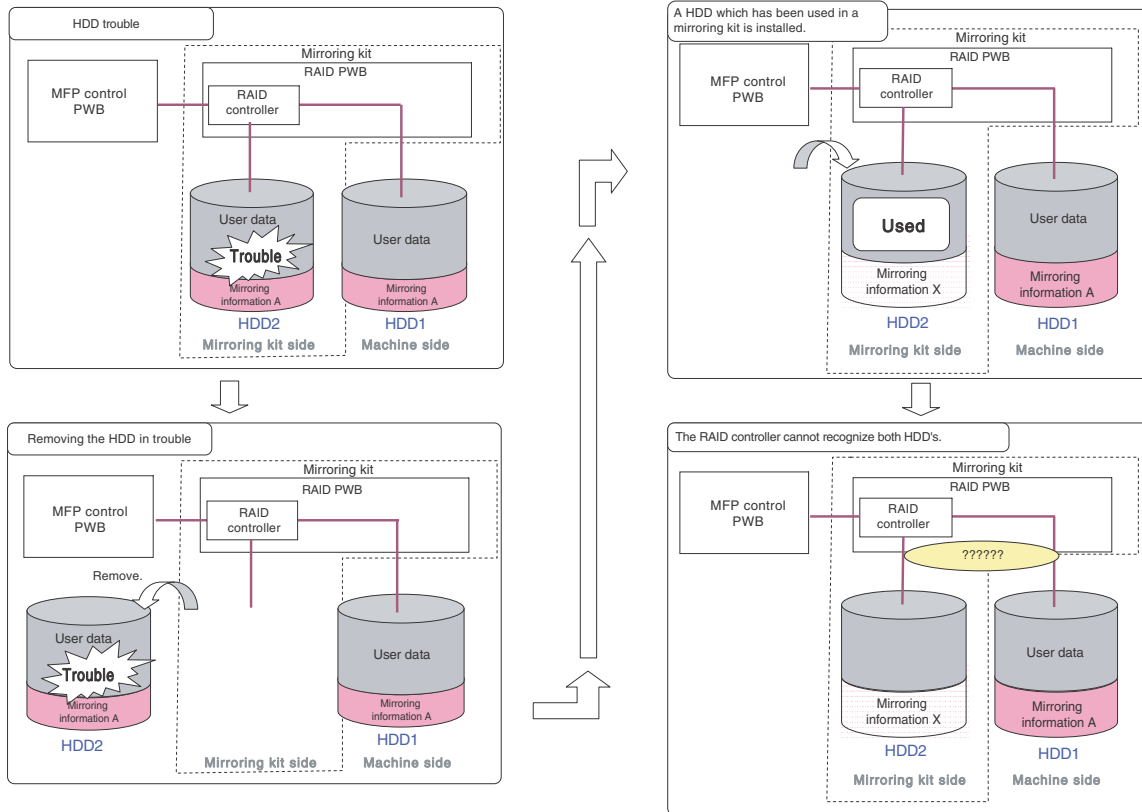 HDD trouble
Mirroring kit
RAID PWB
MFP control
PWB
RAID
controller
User data
Trouble
Mirroring
information A
HDD2
Mirroring kit side
User data
Mirroring
information A
HDD1
Machine side
Removing the HDD in trouble
Mirroring kit
RAID PWB
MFP control
PWB
RAID
controller
Remove.
User data
Trouble
Mirroring
information A
HDD2
Mirroring kit side
User data
Mirroring
information A
HDD1
Machine side
A HDD which has been used in a
mirroring kit is installed.
Mirroring kit
RAID PWB
MFP control
PWB
RAID
controller
Used
Mirroring
information X
HDD2
Mirroring kit side
User data
Mirroring
information A
HDD1
Machine side
The RAID controller cannot recognize both HDD's.
Mirroring kit
RAID PWB
MFP control
PWB
RAID
controller
??????
Mirroring
information X
HDD2
Mirroring kit side
User data
Mirroring
information A
HDD1
Machine side